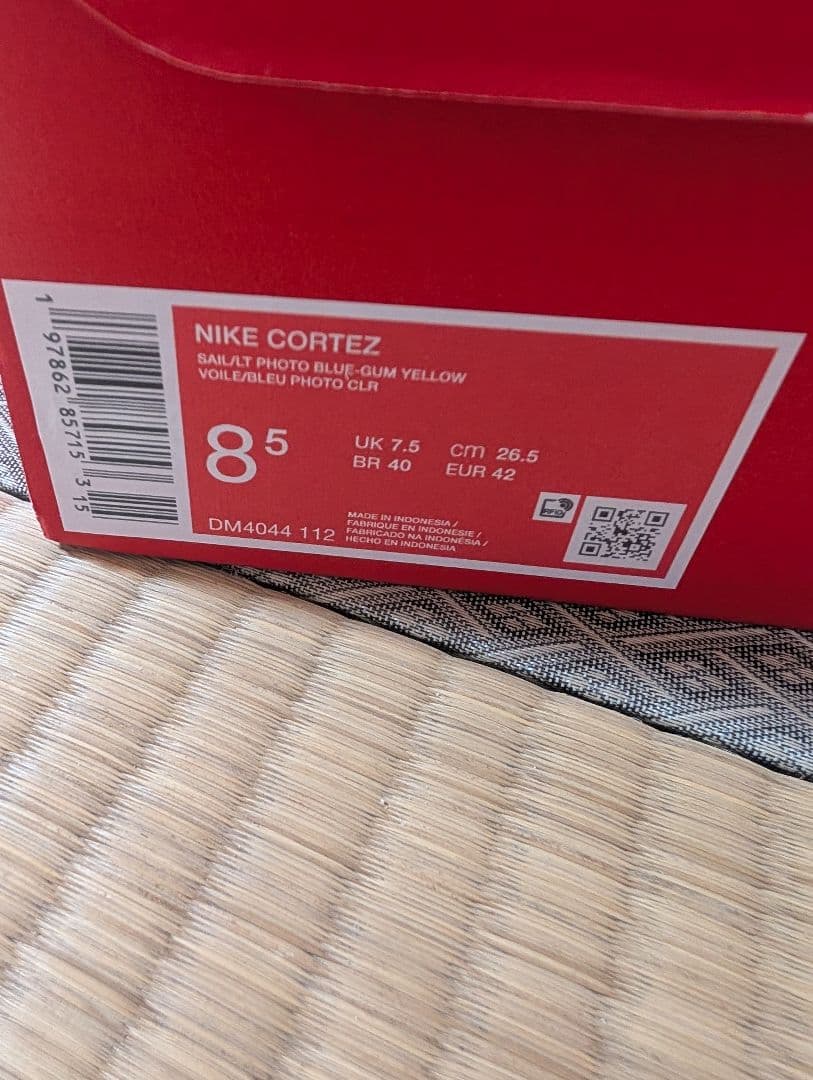 NIKE CORTEZ
SAIL/LT PHOTO BLUE-GUM YELLOW
VOILE/BLEU PHOTO CLR
8 5
UK 7.5 cm 26.5
BR 40 EUR 42
DM4044 112
MADE IN INDONESIA /
FABRIQUE EN INDONESIE /
FABRICADO NA INDONÉSIA /
HECHO EN INDONESIA
RFID
1 97862 85715 3 15